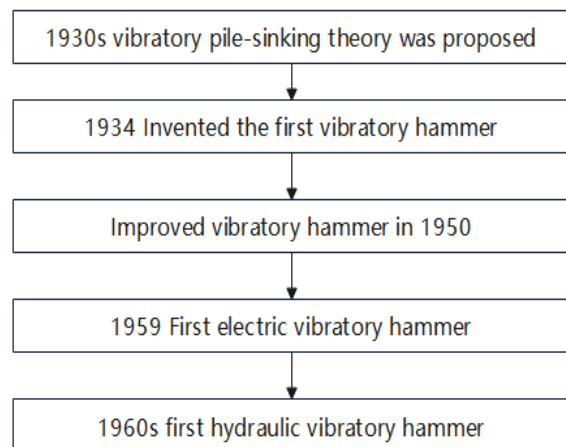 1930s vibratory pile-sinking theory was proposed
1934 Invented the first vibratory hammer
Improved vibratory hammer in 1950
1959 First electric vibratory hammer
1960s first hydraulic vibratory hammer